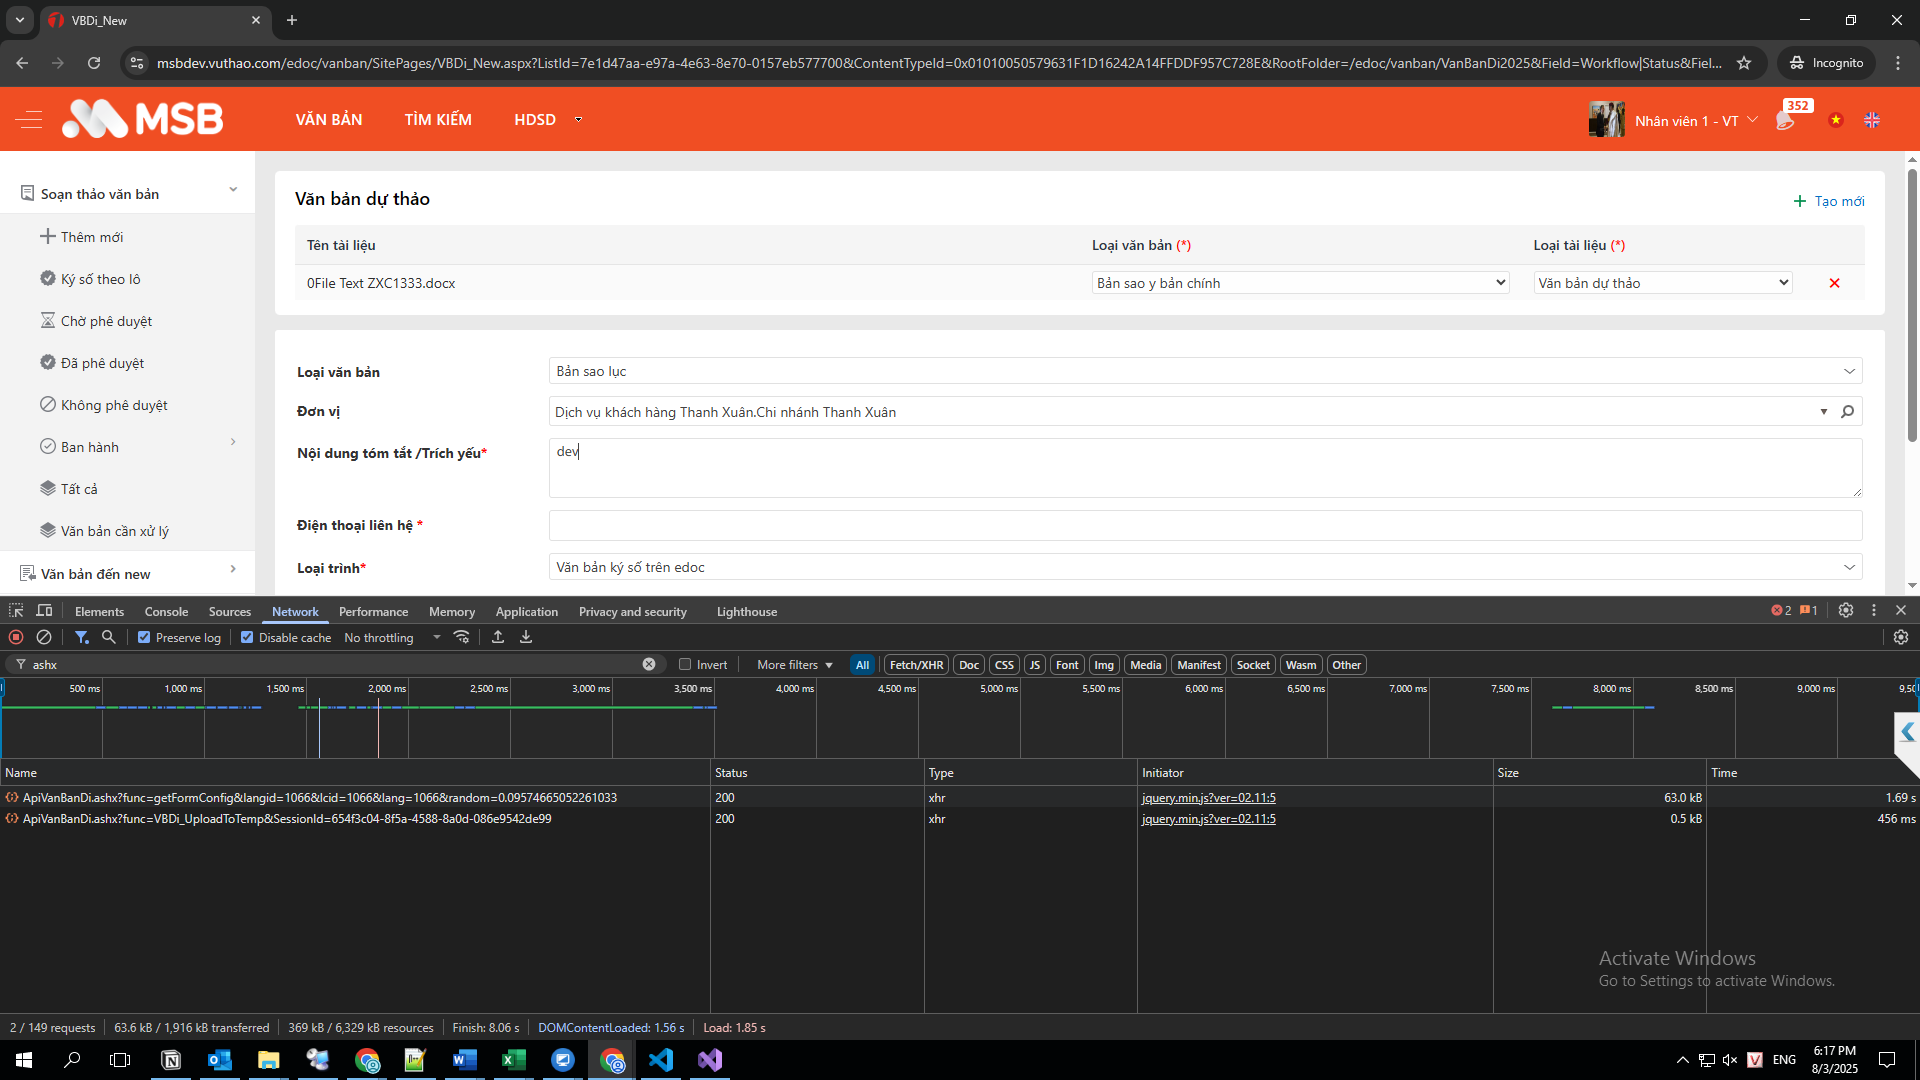 VBDi_New
msbdev.vuthao.com/edoc/vanban/SitePages/VBDi_New.aspx?ListId=7e1d47aa-e97a-4e63-8e70-0157eb577700&ContentTypeId=0x01010050579631F1D16242A14FFDDF957C728E&RootFolder=/edoc/vanban/VanBanDi2025&Field=Workflow|Status&Fiel...
Incognito
MSB
VĂN BẢN
TÌM KIẾM
HDSD
Nhân viên 1 - VT
352
Soạn thảo văn bản
Thêm mới
Ký số theo lô
Chờ phê duyệt
Đã phê duyệt
Không phê duyệt
Ban hành
Tất cả
Văn bản cần xử lý
Văn bản đến new
Văn bản dự thảo
Tạo mới
Tên tài liệu
Loại văn bản (*)
Loại tài liệu (*)
0File Text ZXC1333.docx
Bản sao y bản chính
Văn bản dự thảo
Loại văn bản
Bản sao lục
Đơn vị
Dịch vụ khách hàng Thanh Xuân.Chi nhánh Thanh Xuân
Nội dung tóm tắt /Trích yếu*
dev
Điện thoại liên hệ *
Loại trình*
Văn bản ký số trên edoc
Elements Console Sources Network Performance Memory Application Privacy and security Lighthouse
2 1
Preserve log Disable cache No throttling
ashx
Invert More filters All Fetch/XHR Doc CSS JS Font Img Media Manifest Socket Wasm Other
500 ms 1,000 ms 1,500 ms 2,000 ms 2,500 ms 3,000 ms 3,500 ms 4,000 ms 4,500 ms 5,000 ms 5,500 ms 6,000 ms 6,500 ms 7,000 ms 7,500 ms 8,000 ms 8,500 ms 9,000 ms 9,50
Name Status Type Initiator Size Time
ApiVanBanDi.ashx?func=getFormConfig&langid=1066&lcid=1066&lang=1066&random=0.09574665052261033 200 xhr jquery.min.js?ver=02.11:5 63.0 kB 1.69 s
ApiVanBanDi.ashx?func=VBDi_UploadToTemp&SessionId=654f3c04-8f5a-4588-8a0d-086e9542de99 200 xhr jquery.min.js?ver=02.11:5 0.5 kB 456 ms
Activate Windows
Go to Settings to activate Windows.
2 / 149 requests 63.6 kB / 1,916 kB transferred 369 kB / 6,329 kB resources Finish: 8.06 s DOMContentLoaded: 1.56 s Load: 1.85 s
ENG
6:17 PM
8/3/2025